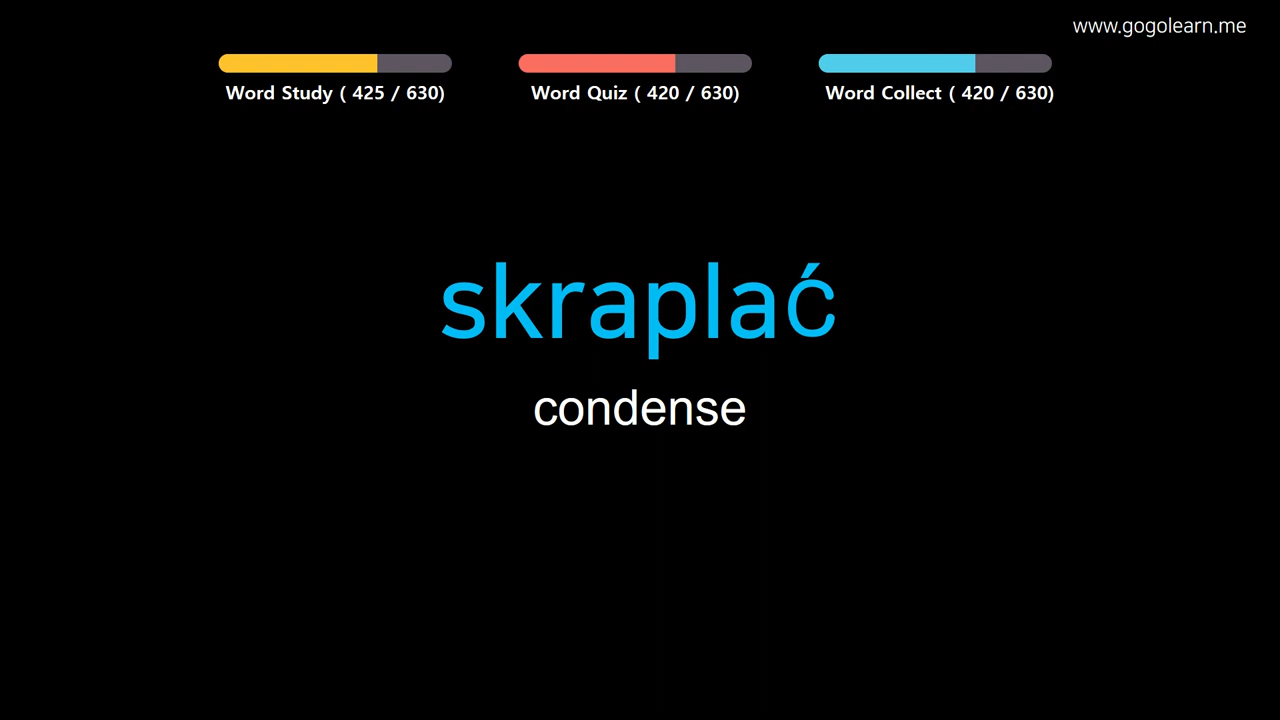 www.gogolearn.me
Word Study ( 425 / 630)
Word Quiz ( 420 / 630)
Word Collect ( 420 / 630)
skraplać
condense